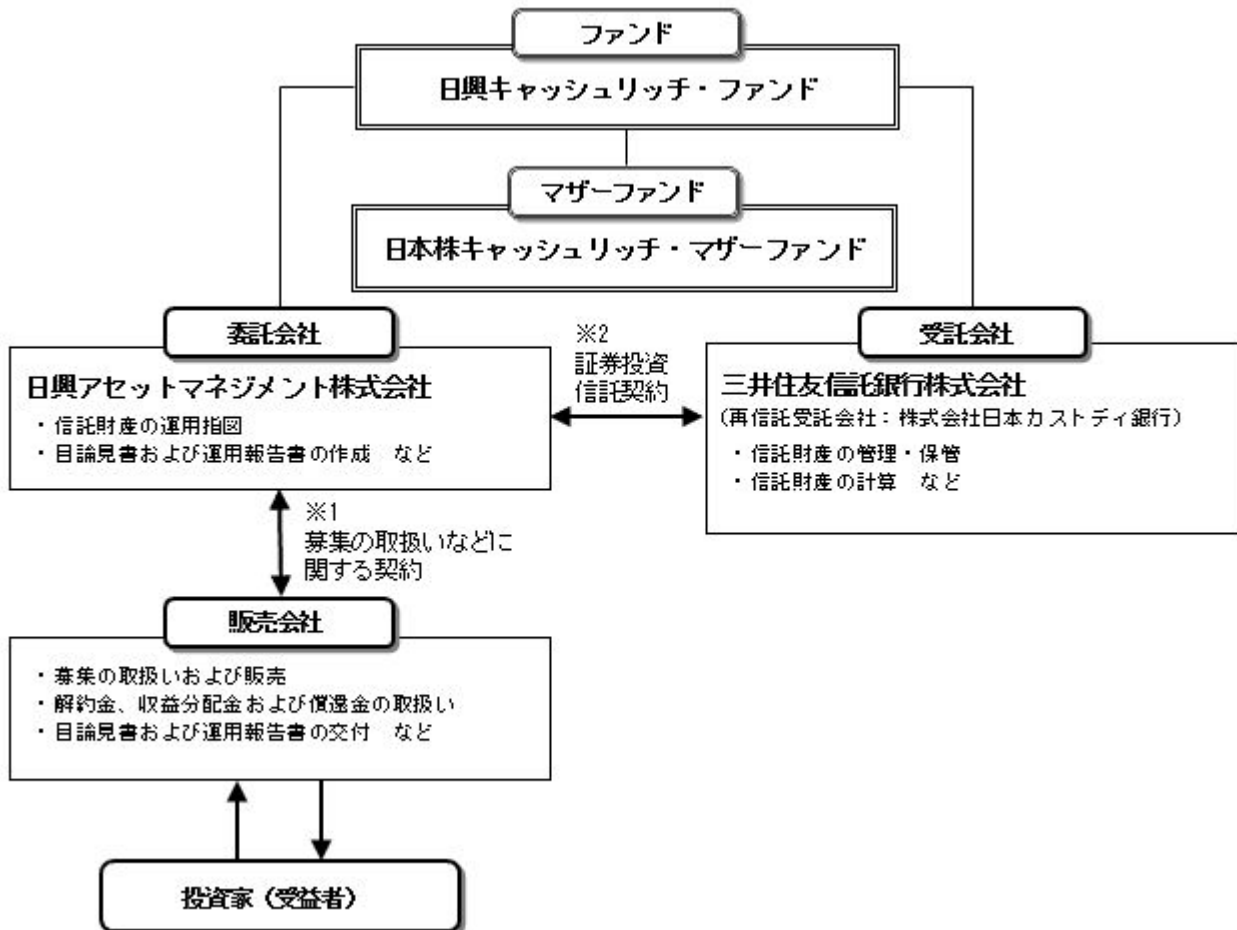 ファンド
日興キャッシュリッチ・ファンド
マザーファンド
日本株キャッシュリッチ・マザーファンド
委託会社
日興アセットマネジメント株式会社
・信託財産の運用指図
・目論見書および運用報告書の作成　など
※2
証券投資
信託契約
受託会社
三井住友信託銀行株式会社
(再信託受託会社：株式会社日本カストディ銀行)
・信託財産の管理・保管
・信託財産の計算　など
※1
募集の取扱いなどに
関する契約
販売会社
・募集の取扱いおよび販売
・解約金、収益分配金および償還金の取扱い
・目論見書および運用報告書の交付　など
投資家（受益者）